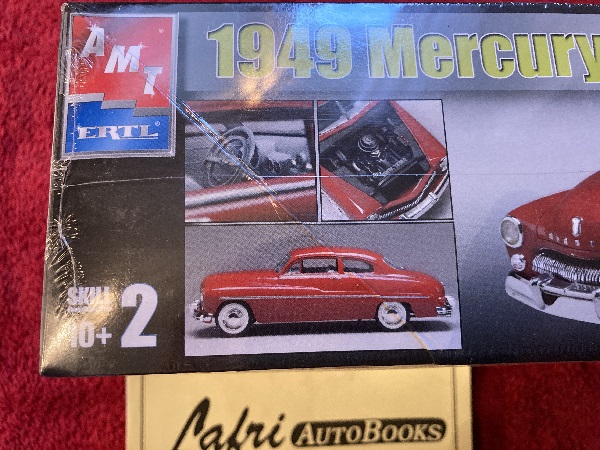 AMT
ERTL
1949 Mercury
SKILL 2
10+
Cafri AUTOBOOKS